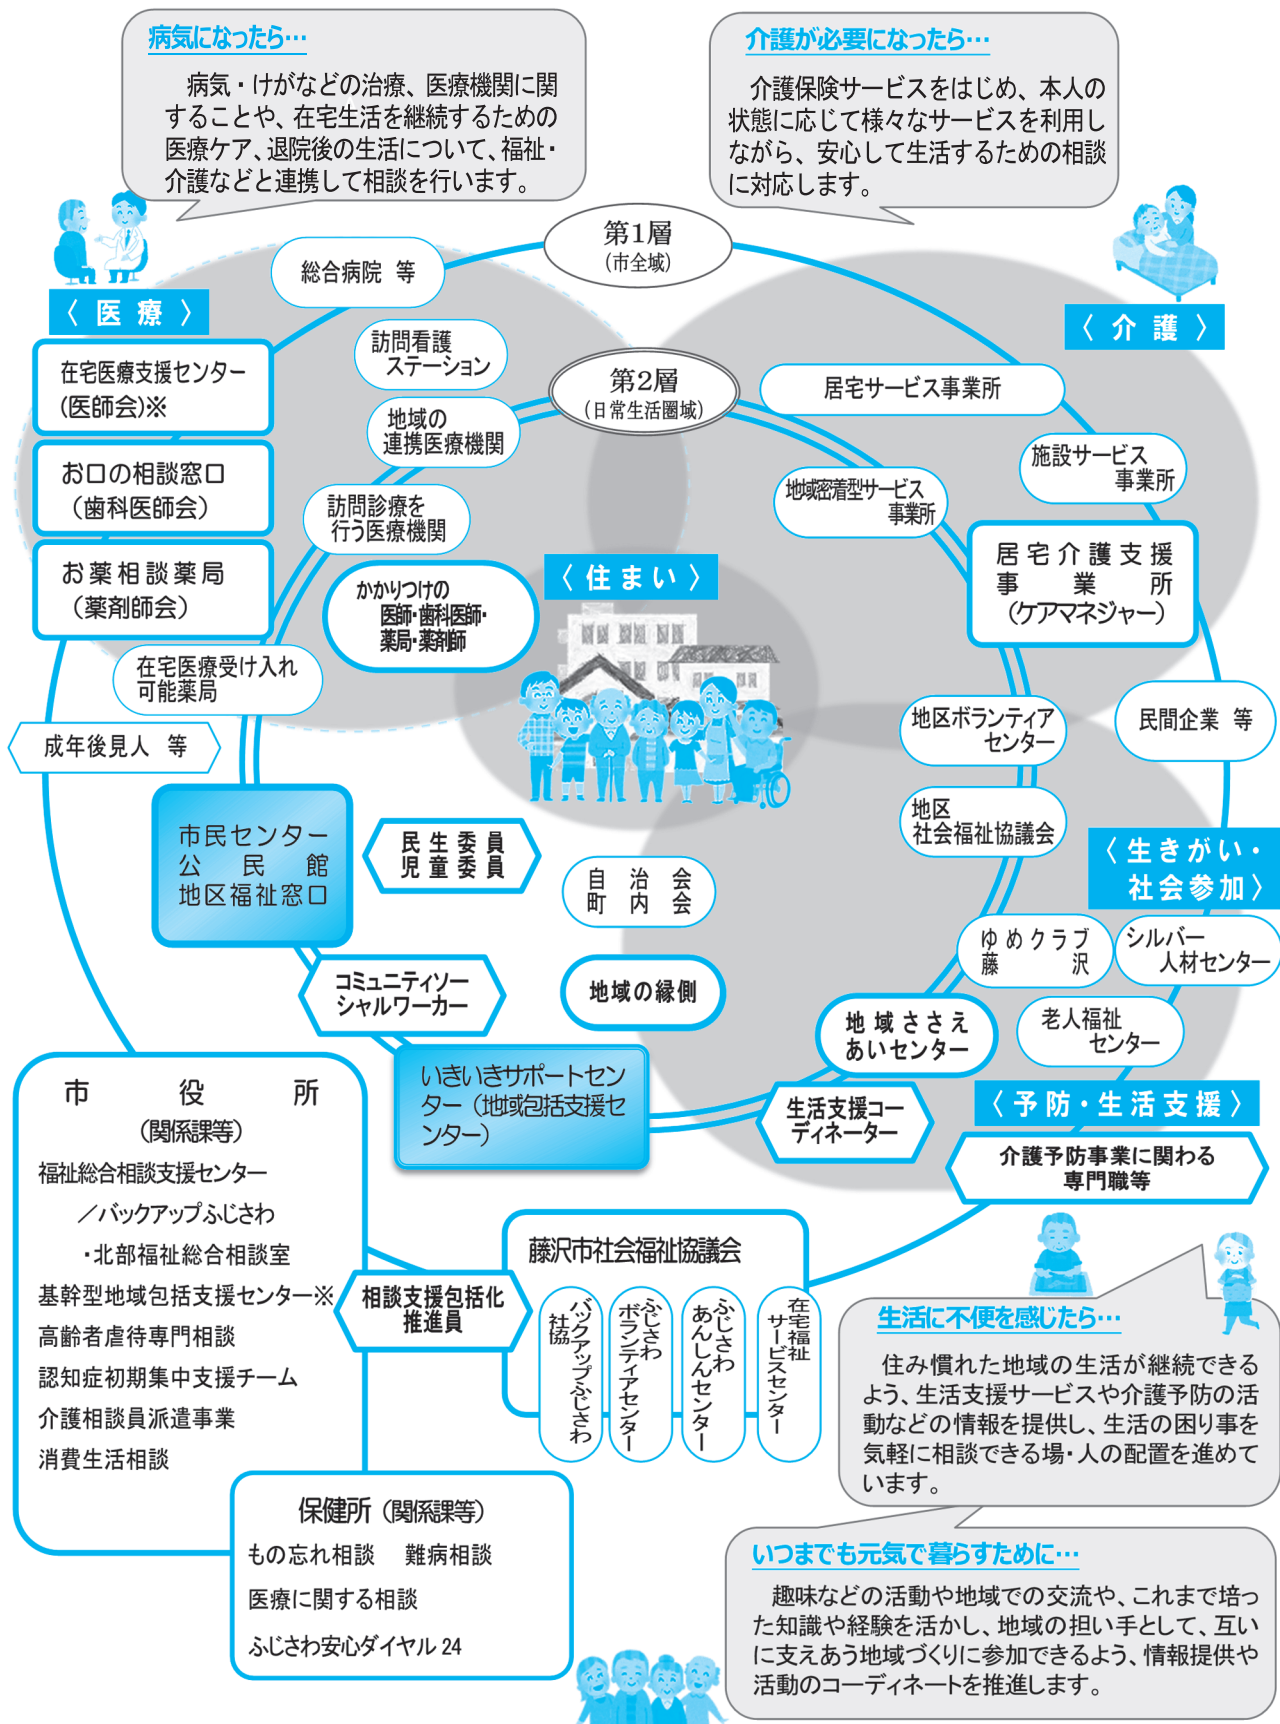 病気になったら…
病気・けがなどの治療、医療機関に関
することや、在宅生活を継続するための
医療ケア、退院後の生活について、福祉・
介護などと連携して相談を行います。
介護が必要になったら…
介護保険サービスをはじめ、本人の
状態に応じて様々なサービスを利用し
ながら、安心して生活するための相談
に対応します。
第1層
(市全域)
総合病院 等
〈 医 療 〉
〈 介 護 〉
訪問看護
ステーション
在宅医療支援センター
(医師会)※
第2層
(日常生活圏域)
居宅サービス事業所
地域の
連携医療機関
施設サービス
事業所
お口の相談窓口
(歯科医師会)
地域密着型サービス
事業所
訪問診療を
行う医療機関
居宅介護支援
事業所
(ケアマネジャー)
お薬相談薬局
(薬剤師会)
〈 住まい 〉
かかりつけの
医師・歯科医師・
薬局・薬剤師
在宅医療受け入れ
可能薬局
地区ボランティア
センター
民間企業 等
成年後見人 等
地区
社会福祉協議会
市民センター
公民館
地区福祉窓口
民生委員
児童委員
〈 生きがい・
社会参加 〉
自治会
町内会
ゆめクラブ
藤沢
シルバー
人材センター
コミュニティソー
シャルワーカー
地域の縁側
地域ささえ
あいセンター
老人福祉
センター
いきいきサポートセン
ター（地域包括支援セ
ンター）
生活支援コー
ディネーター
〈 予防・生活支援 〉
介護予防事業に関わる
専門職等
市役所
(関係課等)
福祉総合相談支援センター
／バックアップふじさわ
・北部福祉総合相談室
基幹型地域包括支援センター※
高齢者虐待専門相談
認知症初期集中支援チーム
介護相談員派遣事業
消費生活相談
相談支援包括化
推進員
藤沢市社会福祉協議会
バックアップふじさわ
社協
ふじさわ
ボランティアセンター
ふじさわ
あんしんセンター
在宅福祉
サービスセンター
保健所（関係課等）
もの忘れ相談　難病相談
医療に関する相談
ふじさわ安心ダイヤル24
生活に不便を感じたら…
住み慣れた地域の生活が継続できる
よう、生活支援サービスや介護予防の活
動などの情報を提供し、生活の困り事を
気軽に相談できる場・人の配置を進めて
います。
いつまでも元気で暮らすために…
趣味などの活動や地域での交流や、これまで培っ
た知識や経験を活かし、地域の担い手として、互い
に支えあう地域づくりに参加できるよう、情報提供や
活動のコーディネートを推進します。